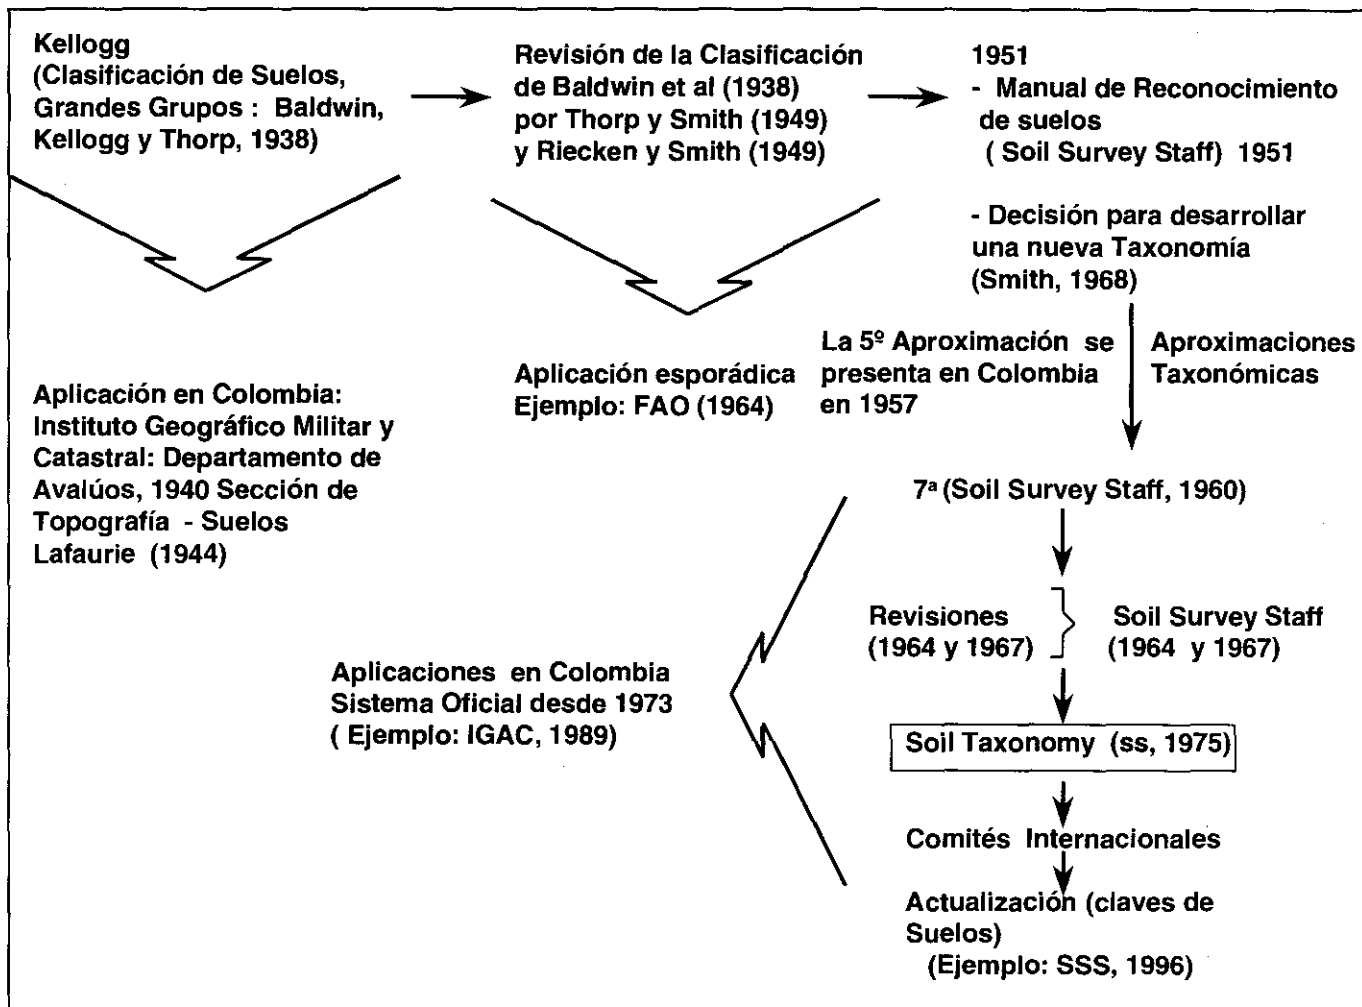 Kellogg
(Clasificación de Suelos,
Grandes Grupos : Baldwin,
Kellogg y Thorp, 1938)
Revisión de la Clasificación
de Baldwin et al (1938)
por Thorp y Smith (1949)
y Riecken y Smith (1949)
1951
- Manual de Reconocimiento
de suelos
( Soil Survey Staff) 1951
- Decisión para desarrollar
una nueva Taxonomía
(Smith, 1968)
Aplicación en Colombia:
Instituto Geográfico Militar y
Catastral: Departamento de
Avalúos, 1940 Sección de
Topografía - Suelos
Lafaurie (1944)
Aplicación esporádica
Ejemplo: FAO (1964)
La 5º Aproximación se
presenta en Colombia
en 1957
Aproximaciones
Taxonómicas
7ª (Soil Survey Staff, 1960)
Revisiones
(1964 y 1967)
Soil Survey Staff
(1964 y 1967)
Aplicaciones en Colombia
Sistema Oficial desde 1973
( Ejemplo: IGAC, 1989)
Soil Taxonomy (ss, 1975)
Comités Internacionales
Actualización (claves de
Suelos)
(Ejemplo: SSS, 1996)